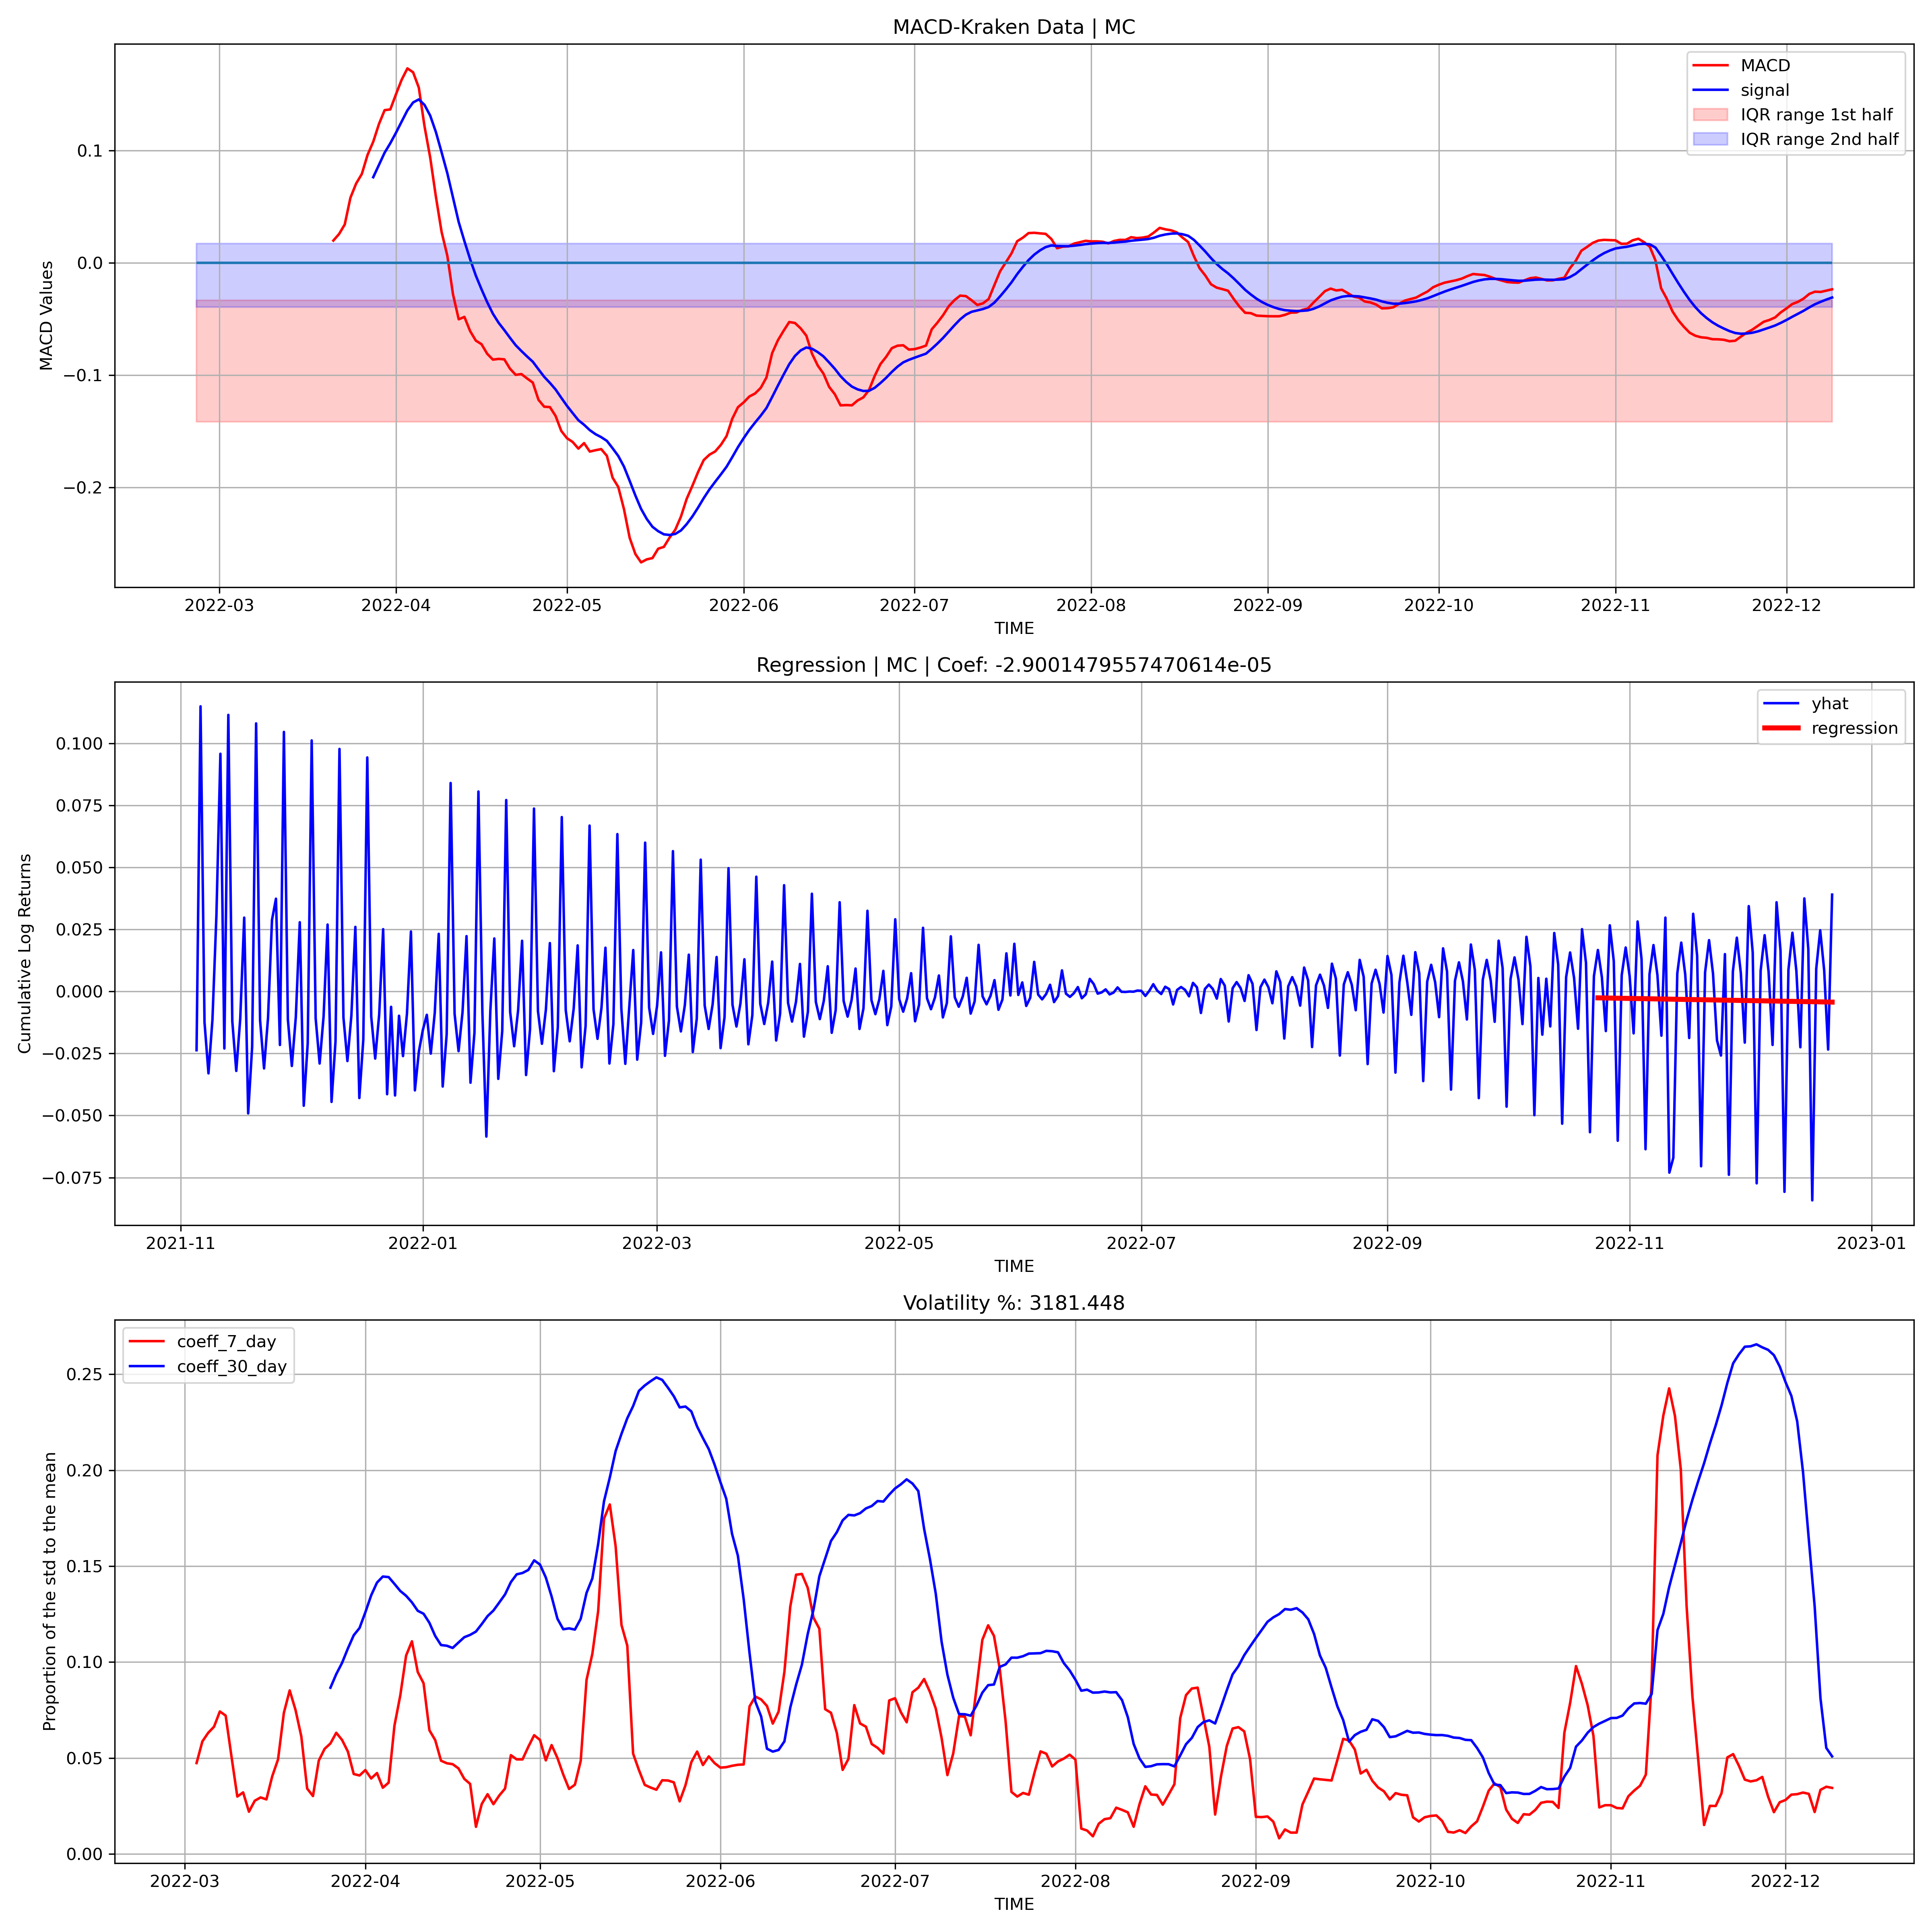 MACD-Kraken Data | MC
MACD Values
0.1
0.0
−0.1
−0.2
MACD
signal
IQR range 1st half
IQR range 2nd half
2022-03 2022-04 2022-05 2022-06 2022-07 2022-08 2022-09 2022-10 2022-11 2022-12
TIME
Regression | MC | Coef: -2.9001479557470614e-05
Cumulative Log Returns
0.100
0.075
0.050
0.025
0.000
−0.025
−0.050
−0.075
yhat
regression
2021-11 2022-01 2022-03 2022-05 2022-07 2022-09 2022-11 2023-01
TIME
Volatility %: 3181.448
Proportion of the std to the mean
0.25
0.20
0.15
0.10
0.05
0.00
coeff_7_day
coeff_30_day
2022-03 2022-04 2022-05 2022-06 2022-07 2022-08 2022-09 2022-10 2022-11 2022-12
TIME